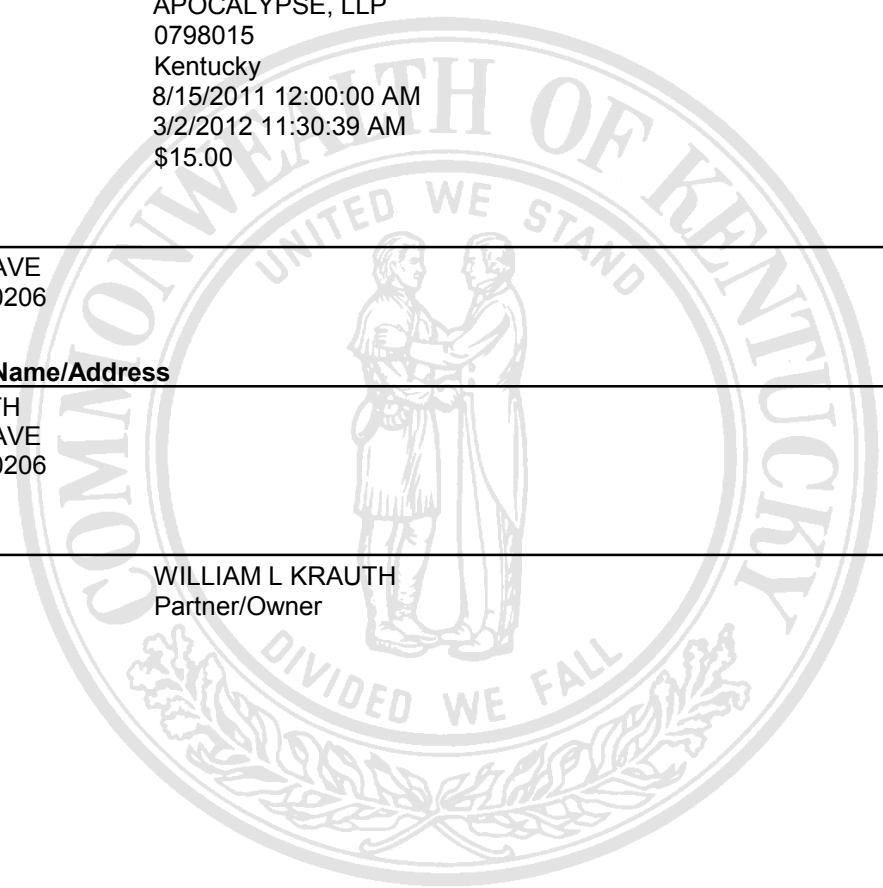 APOCALYPSE, LLP
0798015
Kentucky
8/15/2011 12:00:00 AM
3/2/2012 11:30:39 AM
$15.00
COMMONWEALTH OF KENTUCKY
UNITED WE STAND
AVE
0206
Name/Address
TH
AVE
0206
WILLIAM L KRAUTH
Partner/Owner
DIVIDED WE FALL